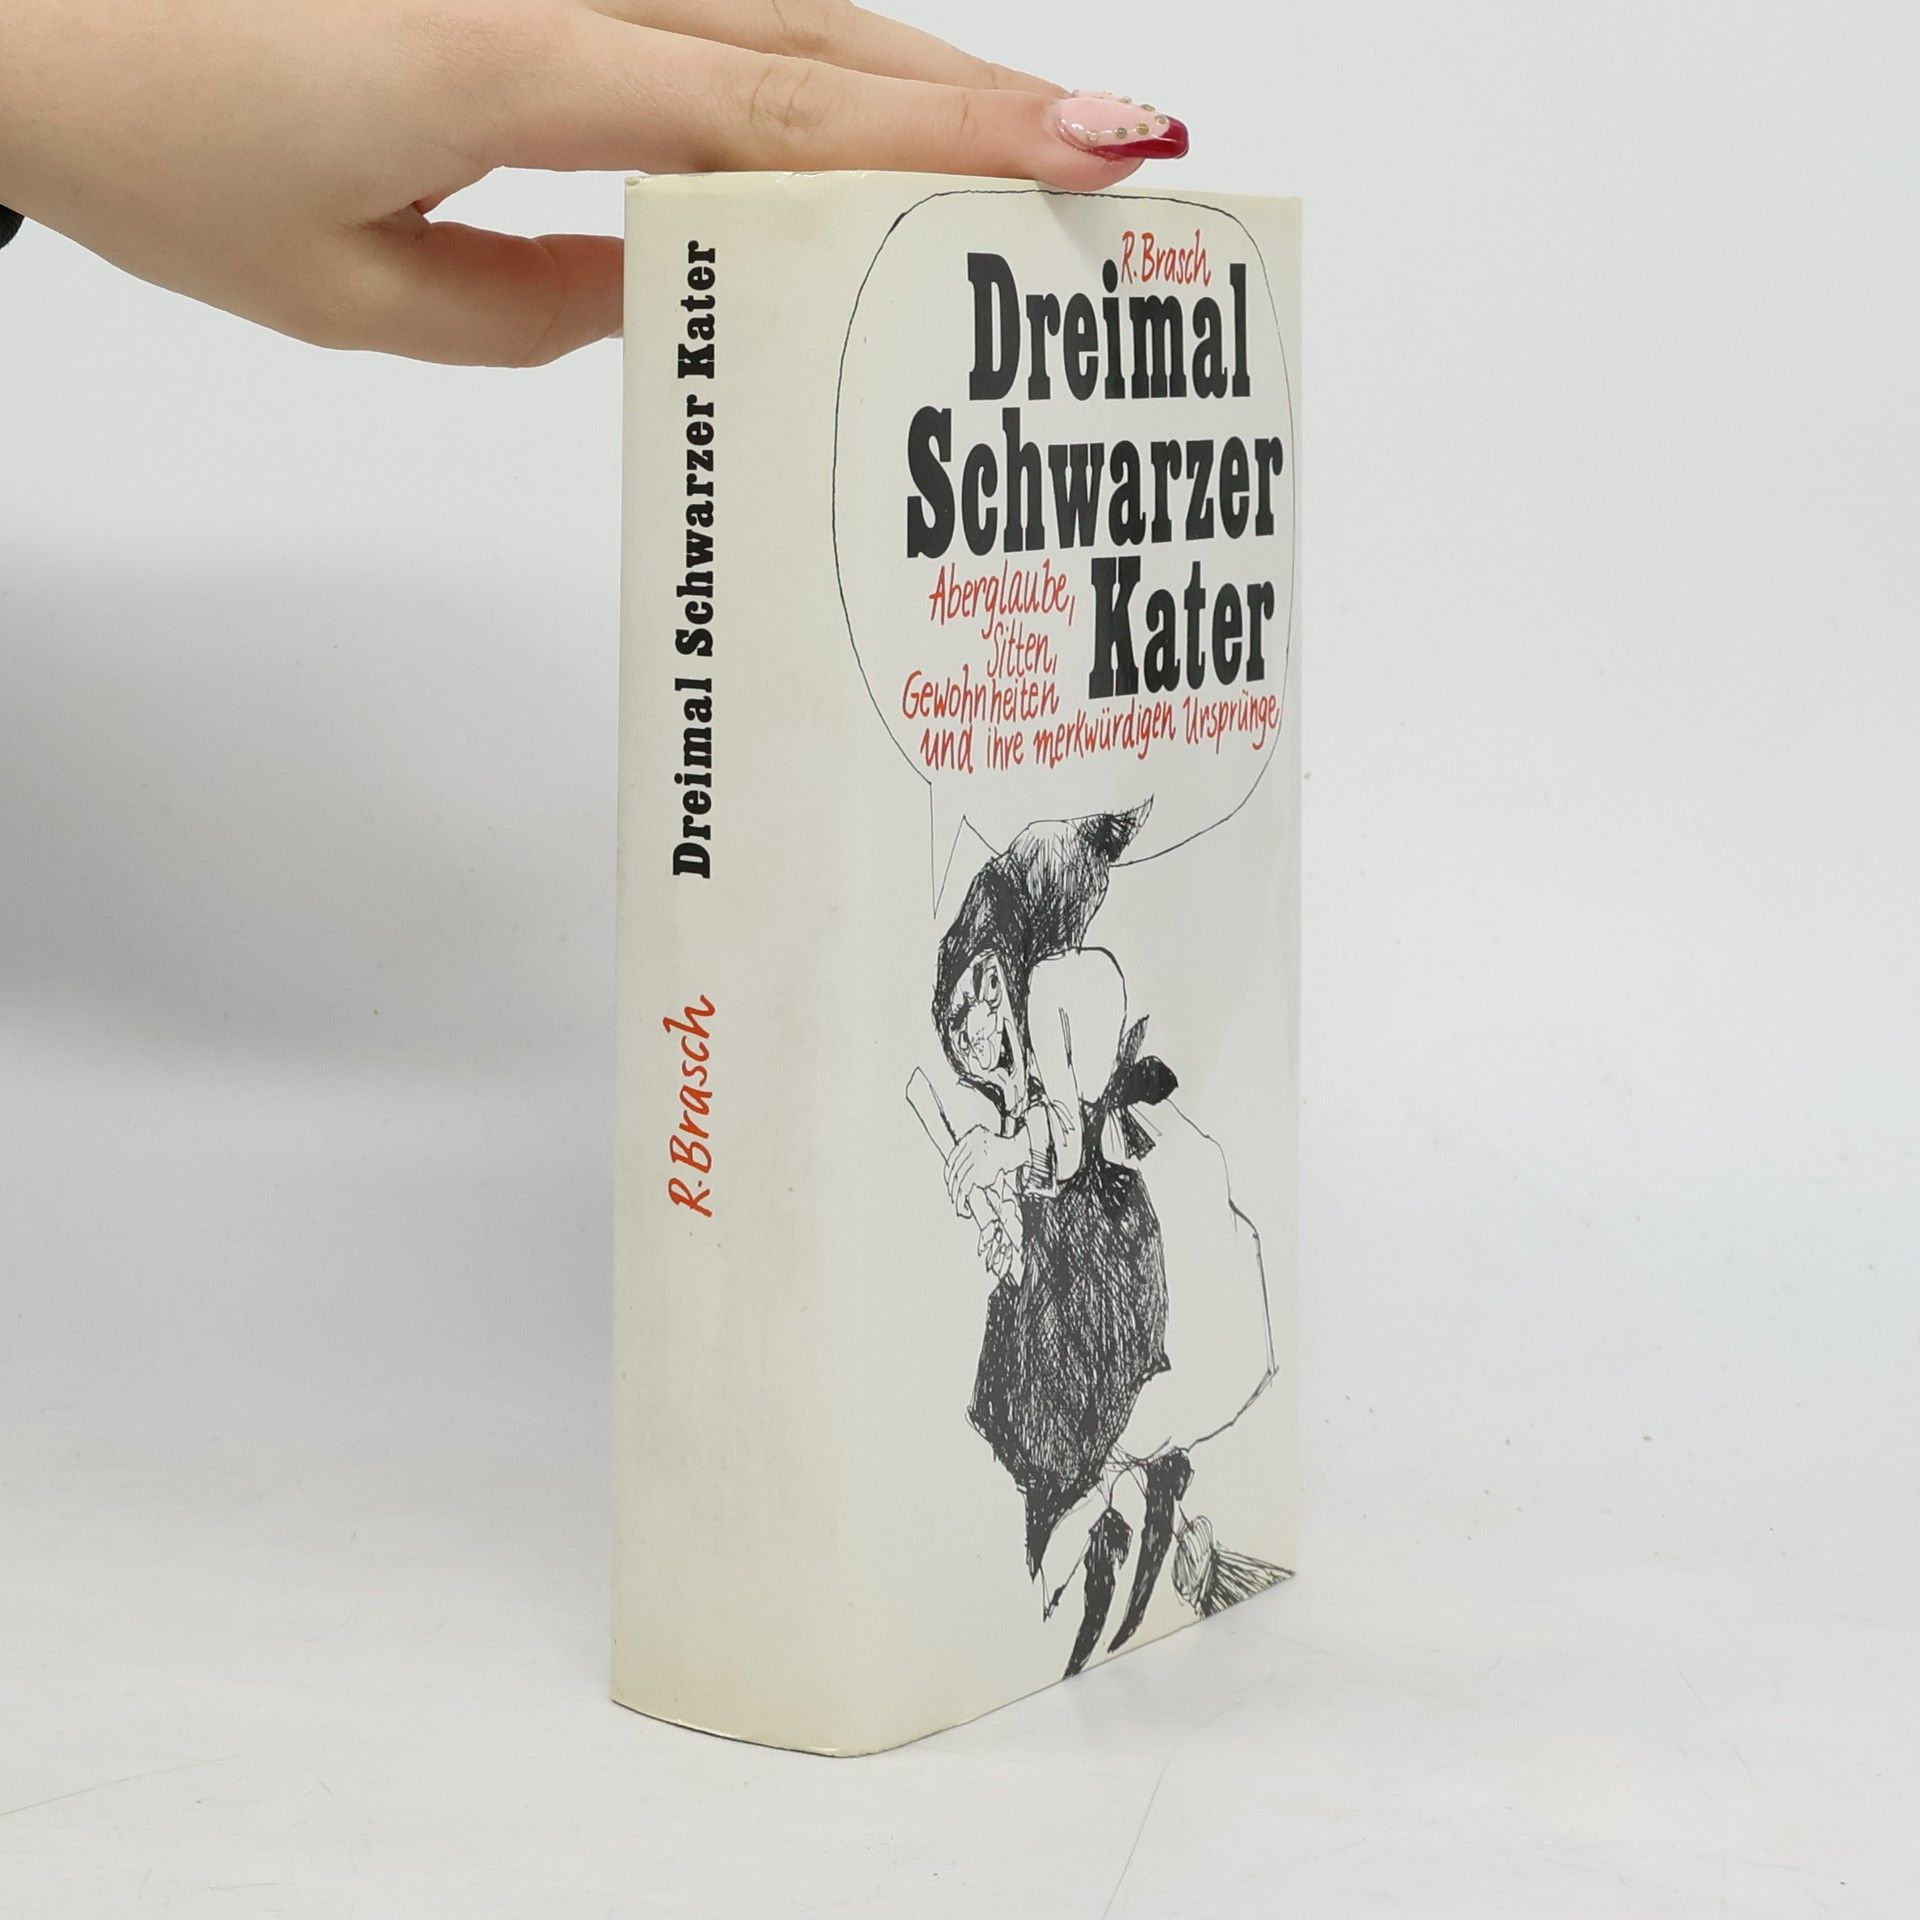 Dreimal Schwarzer Kater
R. Brasch
R. Brasch
Dreimal
Schwarzer
Kater
Aberglaube,
Sitten,
Gewohnheiten
und ihre merkwürdigen Ursprünge